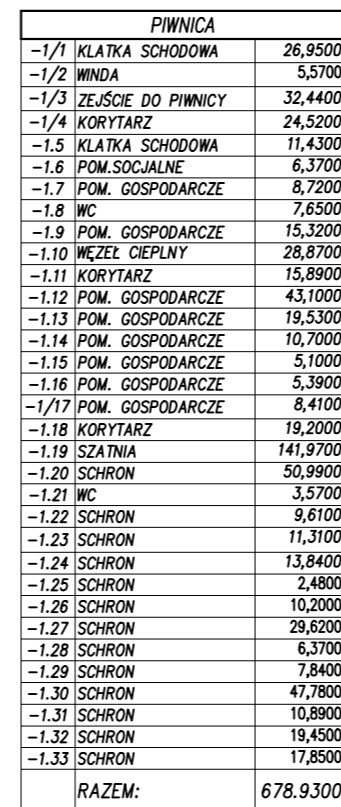 PIWNICA
-1/1 KLATKA SCHODOWA 26,9500
-1/2 WINDA 5,5700
-1/3 ZEJŚCIE DO PIWNICY 32,4400
-1/4 KORYTARZ 24,5200
-1.5 KLATKA SCHODOWA 11,4300
-1.6 POM.SOCJALNE 6,3700
-1.7 POM. GOSPODARCZE 8,7200
-1.8 WC 7,6500
-1.9 POM. GOSPODARCZE 15,3200
-1.10 WĘZEŁ CIEPLNY 28,8700
-1.11 KORYTARZ 15,8900
-1.12 POM. GOSPODARCZE 43,1000
-1.13 POM. GOSPODARCZE 19,5300
-1.14 POM. GOSPODARCZE 10,7000
-1.15 POM. GOSPODARCZE 5,1000
-1.16 POM. GOSPODARCZE 5,3900
-1/17 POM. GOSPODARCZE 8,4100
-1.18 KORYTARZ 19,2000
-1.19 SZATNIA 141,9700
-1.20 SCHRON 50,9900
-1.21 WC 3,5700
-1.22 SCHRON 9,6100
-1.23 SCHRON 11,3100
-1.24 SCHRON 13,8400
-1.25 SCHRON 2,4800
-1.26 SCHRON 10,2000
-1.27 SCHRON 29,6200
-1.28 SCHRON 6,3700
-1.29 SCHRON 7,8400
-1.30 SCHRON 47,7800
-1.31 SCHRON 10,8900
-1.32 SCHRON 19,4500
-1.33 SCHRON 17,8500
RAZEM: 678.9300